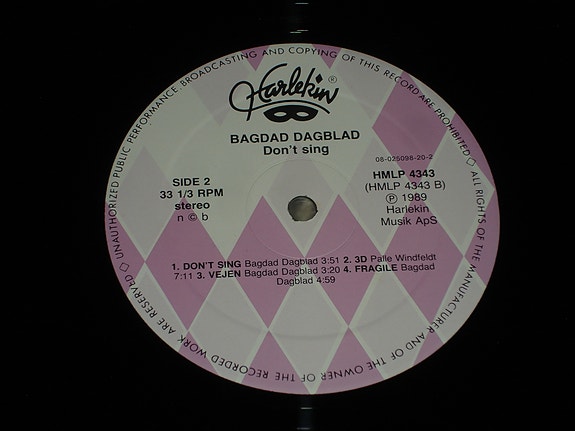 UNAUTHORIZED PUBLIC PERFORMANCE, BROADCASTING AND COPYING OF THIS RECORD ARE PROHIBITED ◇ ALL RIGHTS OF THE MANUFACTURER AND OF THE OWNER OF THE RECORDED WORK ARE RESERVED ◇
Harlekin ®
BAGDAD DAGBLAD
Don't sing
08-025098-20-2
SIDE 2
33 1/3 RPM
stereo
n © b
HMLP 4343
(HMLP 4343 B)
℗ 1989
Harlekin
Musik ApS
1. DON'T SING Bagdad Dagblad 3:51 2. 3D Palle Windfeldt
7:11 3. VEJEN Bagdad Dagblad 3:20 4. FRAGILE Bagdad
Dagblad 4:59